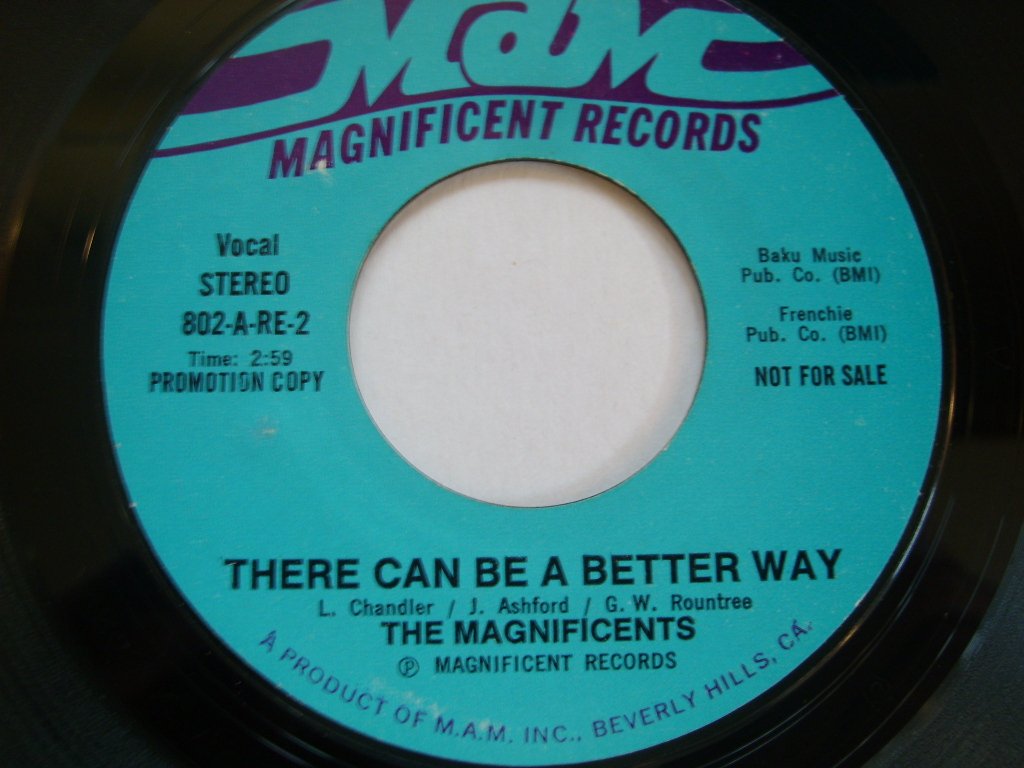 MAM
MAGNIFICENT RECORDS
Vocal
STEREO
802-A-RE-2
Time: 2:59
PROMOTION COPY
Baku Music
Pub. Co. (BMI)
Frenchie
Pub. Co. (BMI)
NOT FOR SALE
THERE CAN BE A BETTER WAY
L. Chandler / J. Ashford / G. W. Rountree
THE MAGNIFICENTS
℗ MAGNIFICENT RECORDS
A PRODUCT OF M.A.M. INC., BEVERLY HILLS, CA.